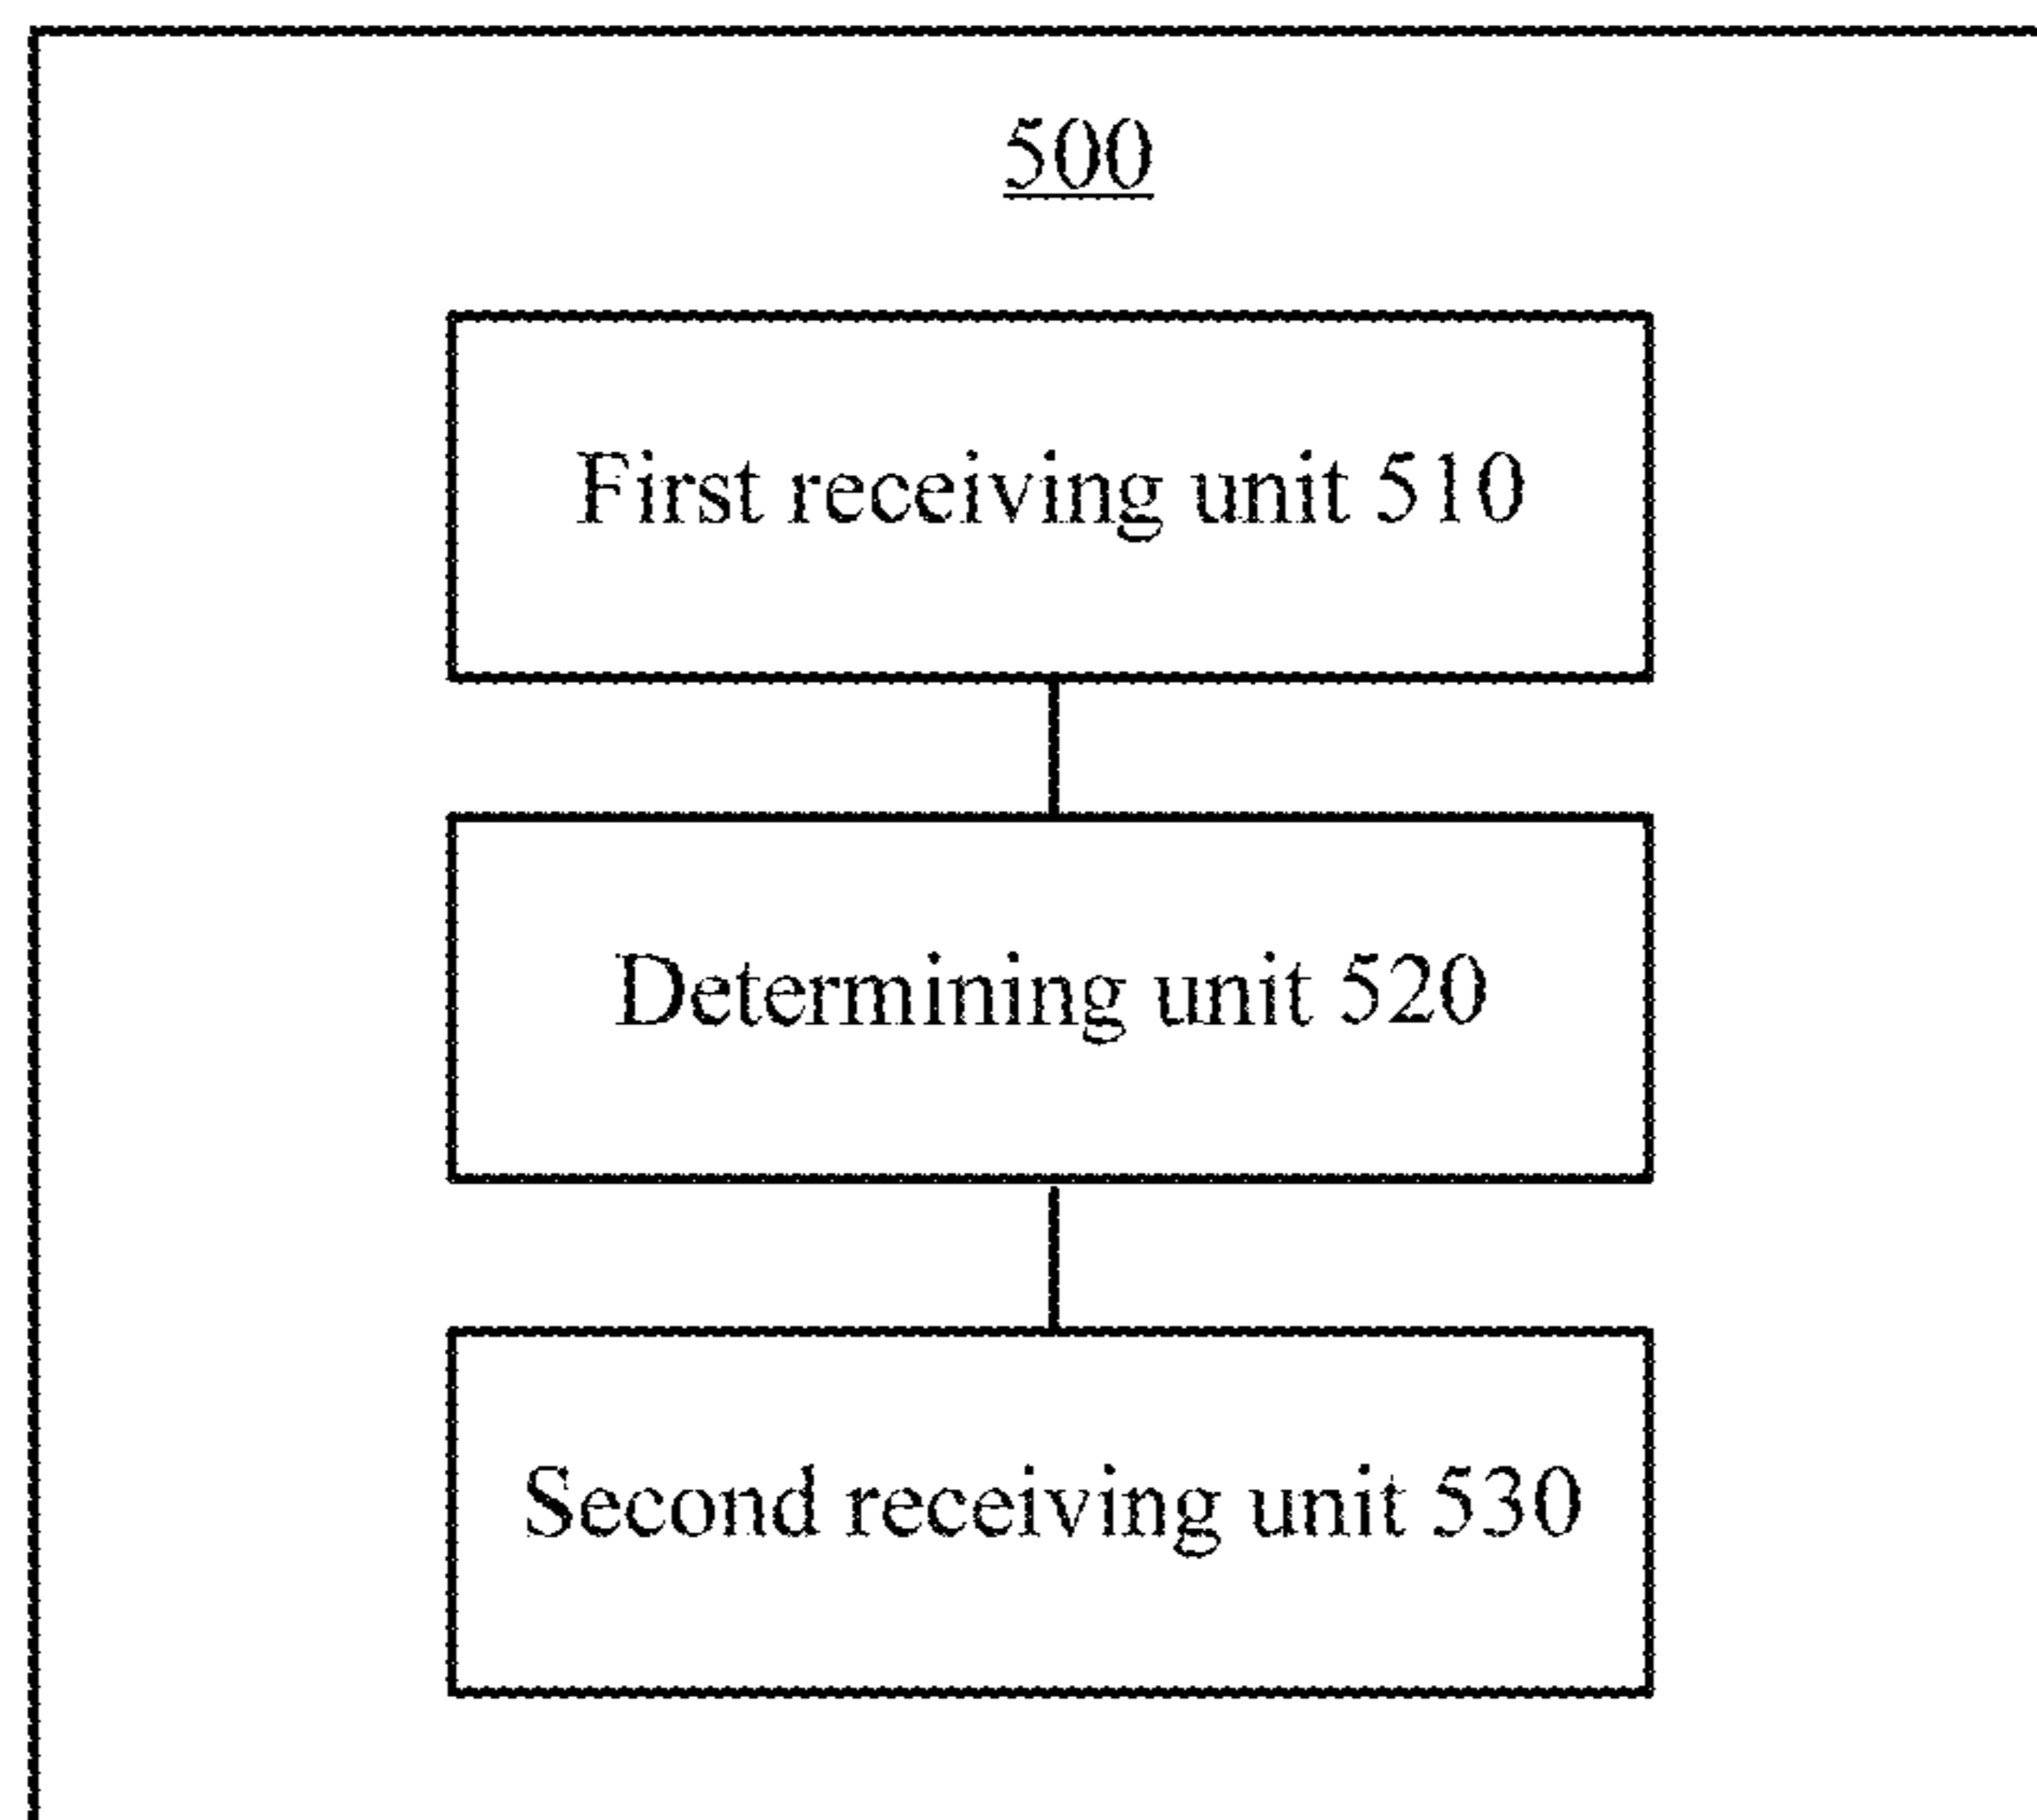 500
First receiving unit 510
Determining unit 520
Second receiving unit 530